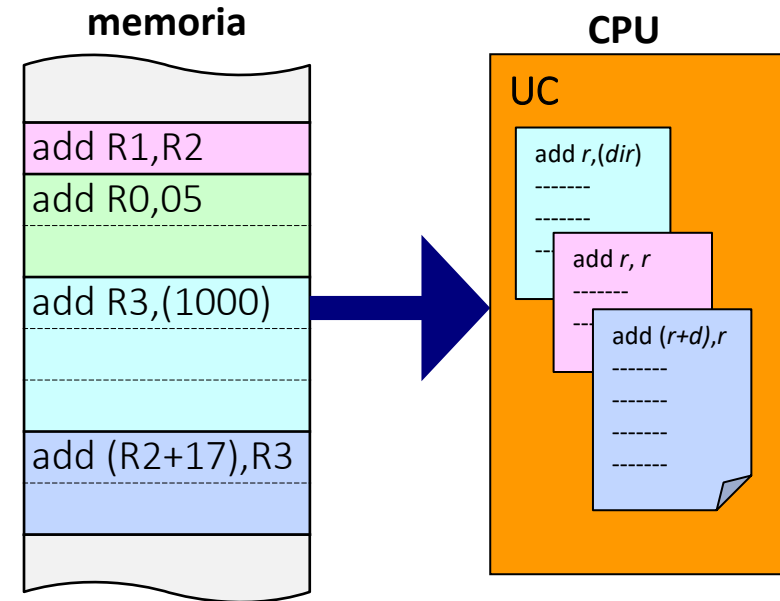 memoria
add R1,R2
add R0,05
add R3,(1000)
add (R2+17),R3
CPU
UC
add r,(dir)
-------
-------
add r, r
-------
add (r+d),r
-------
-------
-------
-------